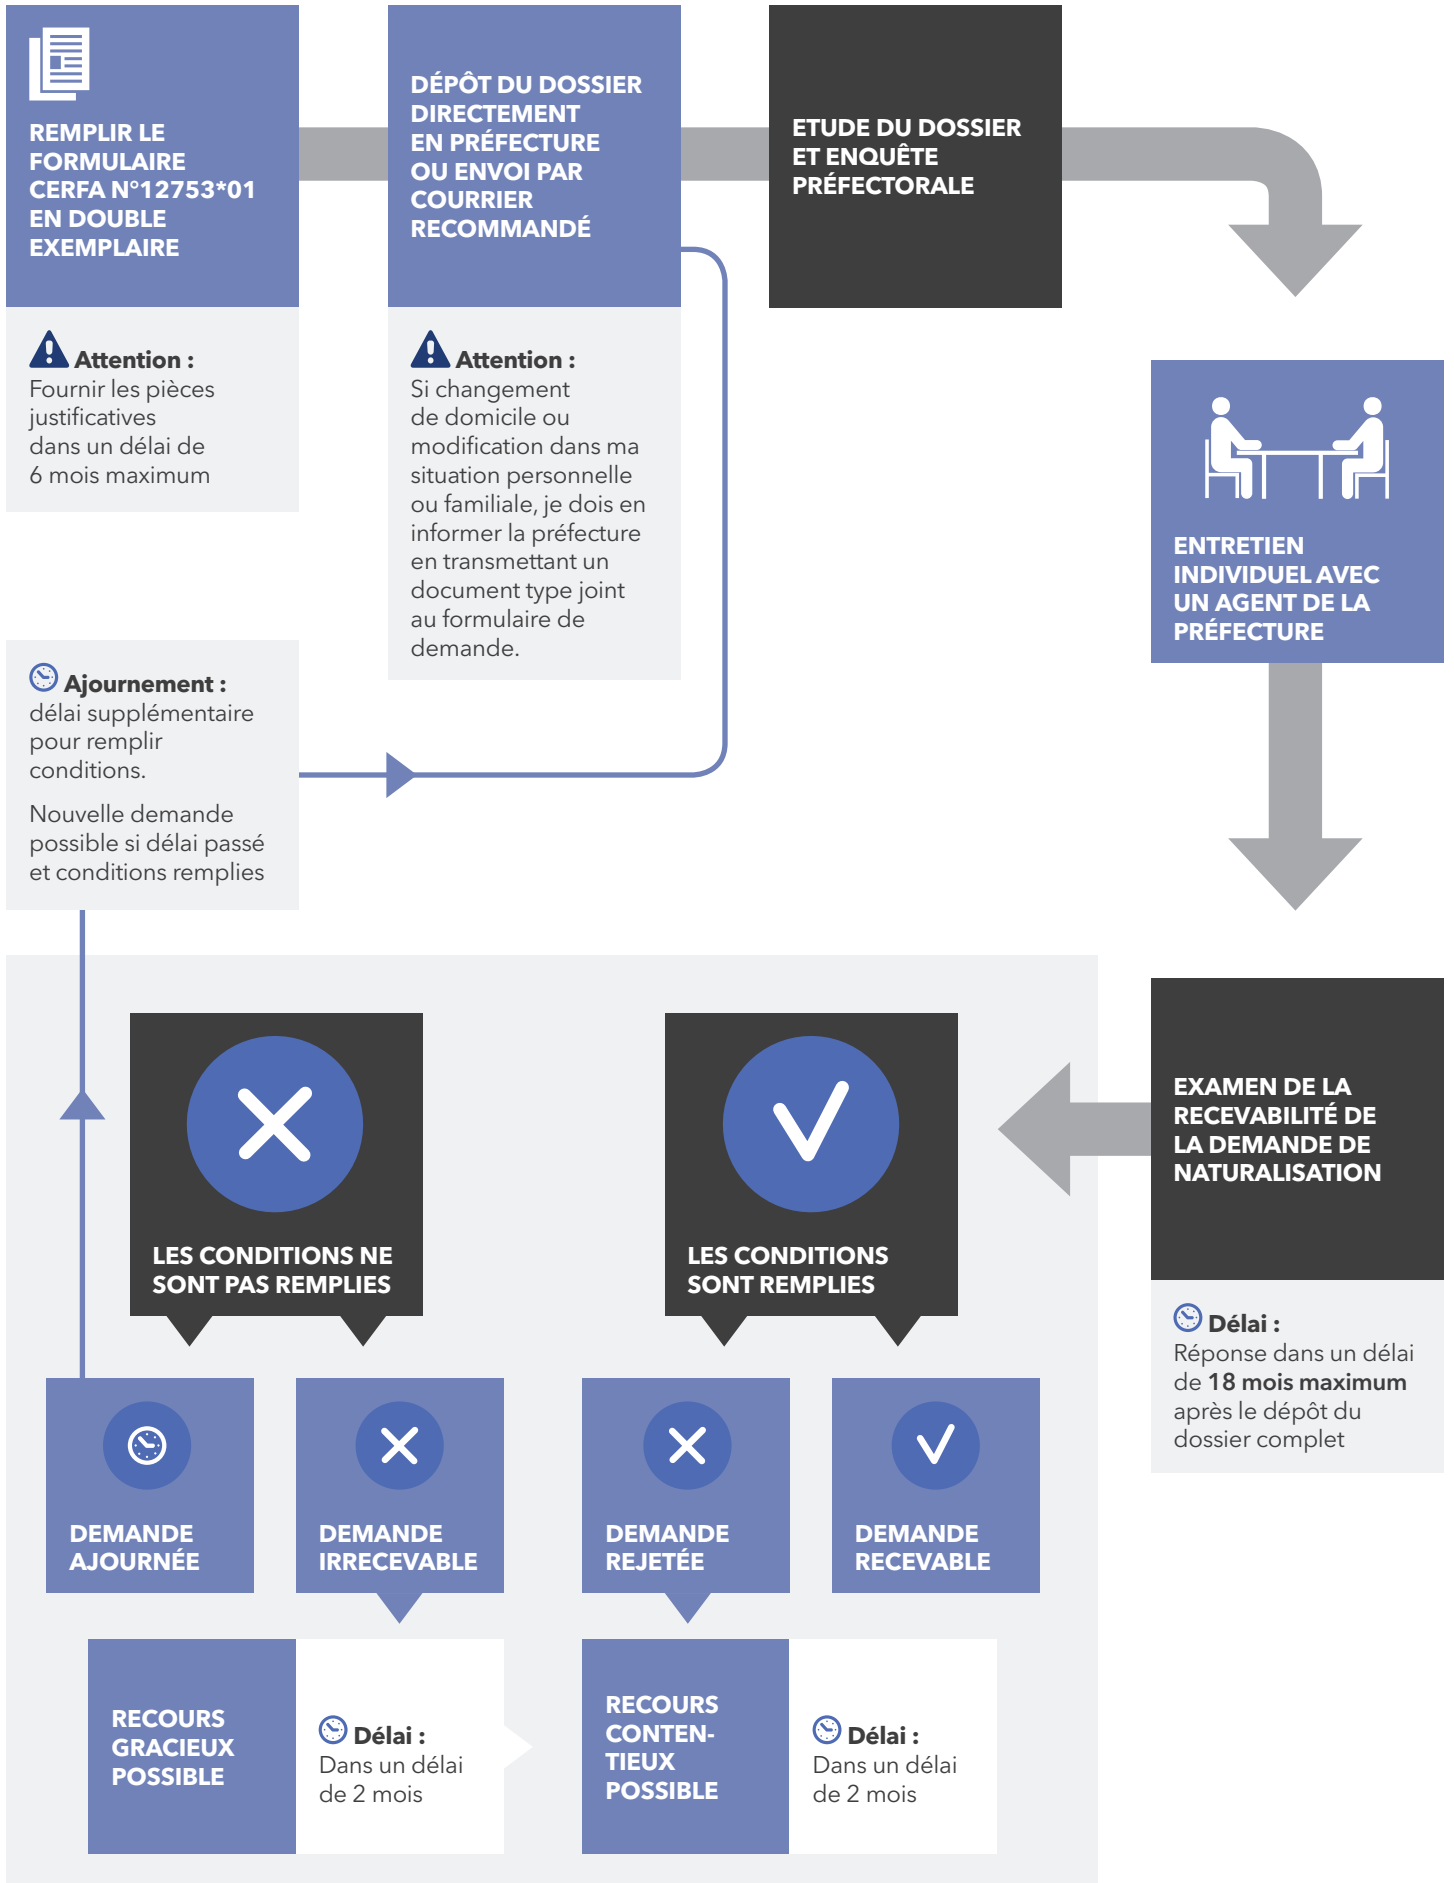 REMPLIR LE
FORMULAIRE
CERFA N°12753*01
EN DOUBLE
EXEMPLAIRE
Attention :
Fournir les pièces
justificatives
dans un délai de
6 mois maximum
DÉPÔT DU DOSSIER
DIRECTEMENT
EN PRÉFECTURE
OU ENVOI PAR
COURRIER
RECOMMANDÉ
Attention :
Si changement
de domicile ou
modification dans ma
situation personnelle
ou familiale, je dois en
informer la préfecture
en transmettant un
document type joint
au formulaire de
demande.
ETUDE DU DOSSIER
ET ENQUÊTE
PRÉFECTORALE
ENTRETIEN
INDIVIDUEL AVEC
UN AGENT DE LA
PRÉFECTURE
Ajournement :
délai supplémentaire
pour remplir
conditions.
Nouvelle demande
possible si délai passé
et conditions remplies
EXAMEN DE LA
RECEVABILITÉ DE
LA DEMANDE DE
NATURALISATION
Délai :
Réponse dans un délai
de 18 mois maximum
après le dépôt du
dossier complet
LES CONDITIONS NE
SONT PAS REMPLIES
LES CONDITIONS
SONT REMPLIES
DEMANDE
AJOURNÉE
DEMANDE
IRRECEVABLE
DEMANDE
REJETÉE
DEMANDE
RECEVABLE
RECOURS
GRACIEUX
POSSIBLE
Délai :
Dans un délai
de 2 mois
RECOURS
CONTEN-
TIEUX
POSSIBLE
Délai :
Dans un délai
de 2 mois